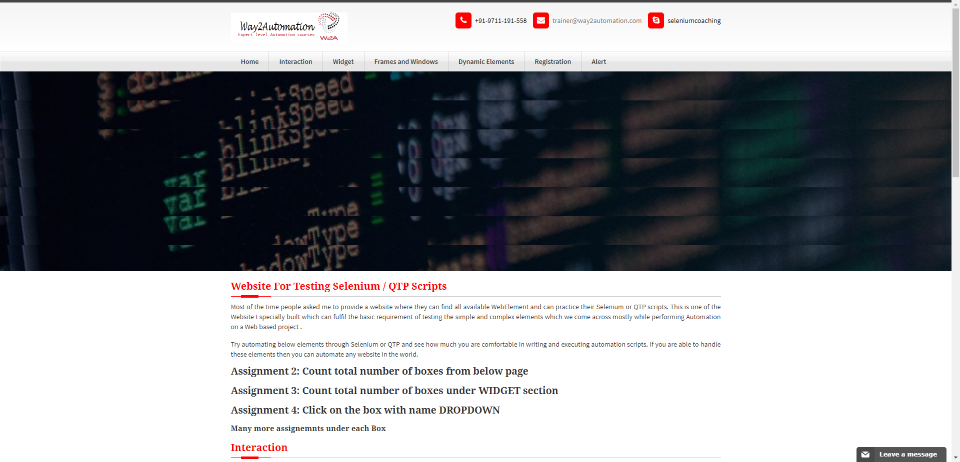 Way2Automation
Expert level Automation courses
W2A
+91-9711-191-558
trainer@way2automation.com
seleniumcoaching
Home
Interaction
Widget
Frames and Windows
Dynamic Elements
Registration
Alert
blinkSpeed
blinkSpeed
blinkSpeed
var
var
var
shadowType
Website For Testing Selenium / QTP Scripts
Most of the time people asked me to provide a website where they can find all available WebElement and can practice their Selenium or QTP scripts. This is one of the
Website I specially built which can fulfil the basic requirement of testing the simple and complex elements which we come across mostly while performing Automation
on a Web based project .
Try automating below elements through Selenium or QTP and see how much you are comfortable in writing and executing automation scripts. If you are able to handle
these elements then you can automate any website in the world.
Assignment 2: Count total number of boxes from below page
Assignment 3: Count total number of boxes under WIDGET section
Assignment 4: Click on the box with name DROPDOWN
Many more assignemnts under each Box
Interaction
Leave a message